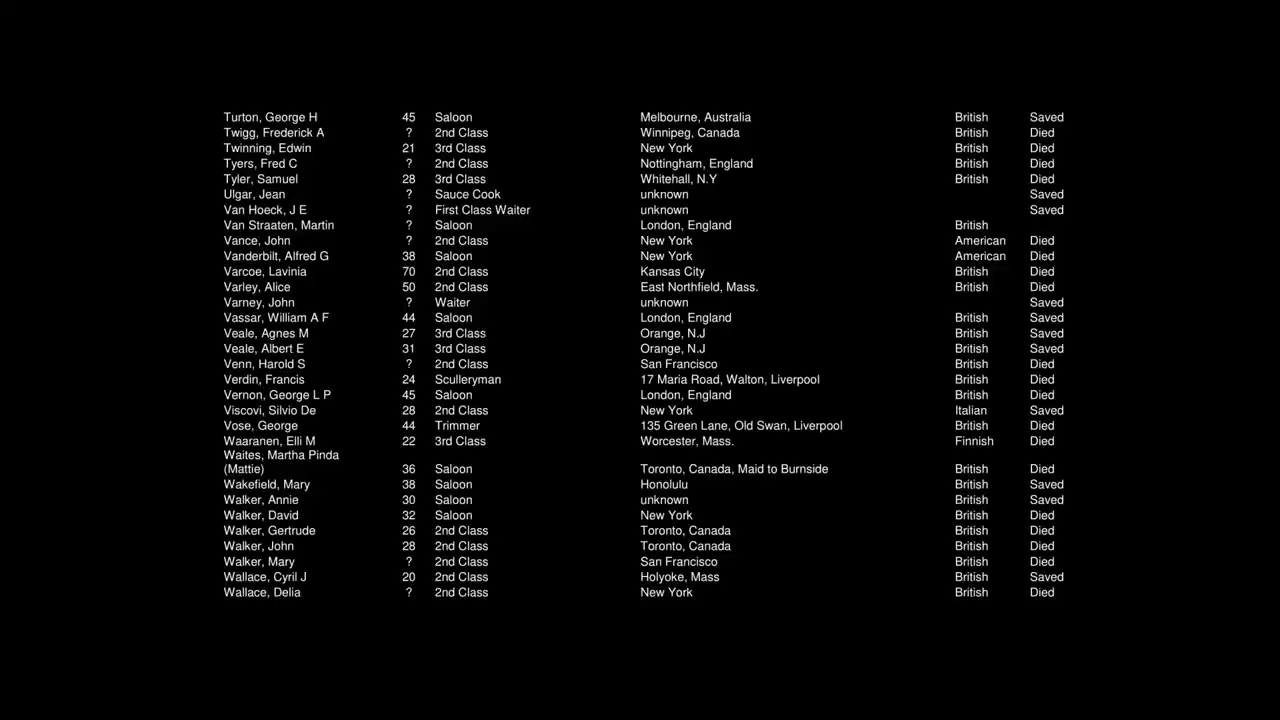 Turton, George H 45 Saloon Melbourne, Australia British Saved
Twigg, Frederick A ? 2nd Class Winnipeg, Canada British Died
Twinning, Edwin 21 3rd Class New York British Died
Tyers, Fred C ? 2nd Class Nottingham, England British Died
Tyler, Samuel 28 3rd Class Whitehall, N.Y British Died
Ulgar, Jean ? Sauce Cook unknown Saved
Van Hoeck, J E ? First Class Waiter unknown Saved
Van Straaten, Martin ? Saloon London, England British
Vance, John ? 2nd Class New York American Died
Vanderbilt, Alfred G 38 Saloon New York American Died
Varcoe, Lavinia 70 2nd Class Kansas City British Died
Varley, Alice 50 2nd Class East Northfield, Mass. British Died
Varney, John ? Waiter unknown Saved
Vassar, William A F 44 Saloon London, England British Saved
Veale, Agnes M 27 3rd Class Orange, N.J British Saved
Veale, Albert E 31 3rd Class Orange, N.J British Saved
Venn, Harold S ? 2nd Class San Francisco British Died
Verdin, Francis 24 Sculleryman 17 Maria Road, Walton, Liverpool British Died
Vernon, George L P 45 Saloon London, England British Died
Viscovi, Silvio De 28 2nd Class New York Italian Saved
Vose, George 44 Trimmer 135 Green Lane, Old Swan, Liverpool British Died
Waaranen, Elli M 22 3rd Class Worcester, Mass. Finnish Died
Waites, Martha Pinda
(Mattie) 36 Saloon Toronto, Canada, Maid to Burnside British Died
Wakefield, Mary 38 Saloon Honolulu British Saved
Walker, Annie 30 Saloon unknown British Saved
Walker, David 32 Saloon New York British Died
Walker, Gertrude 26 2nd Class Toronto, Canada British Died
Walker, John 28 2nd Class Toronto, Canada British Died
Walker, Mary ? 2nd Class San Francisco British Died
Wallace, Cyril J 20 2nd Class Holyoke, Mass British Saved
Wallace, Delia ? 2nd Class New York British Died